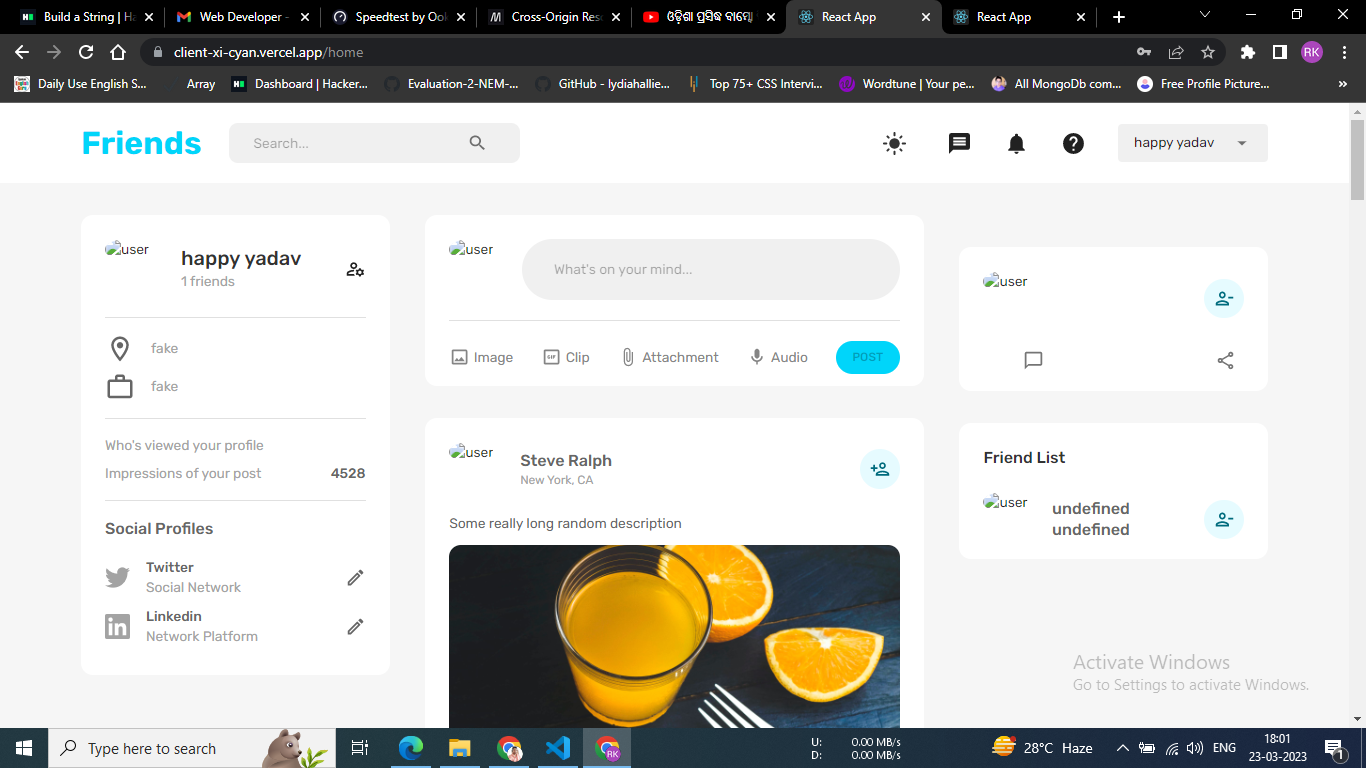 Build a String | Ha
Web Developer -
Speedtest by Ook
Cross-Origin Res
ଓଡ଼ିଶା ପ୍ରସିଦ୍ଧ
React App
React App
client-xi-cyan.vercel.app/home
RK
Daily Use English S...
Array
Dashboard | Hacker...
Evaluation-2-NEM-...
GitHub - lydiahallie...
Top 75+ CSS Intervi...
Wordtune | Your pe...
All MongoDb com...
Free Profile Picture...
Friends
Search...
happy yadav
user
happy yadav
1 friends
fake
fake
Who's viewed your profile
Impressions of your post 4528
Social Profiles
Twitter
Social Network
Linkedin
Network Platform
user
What's on your mind...
Image
Clip
Attachment
Audio
POST
user
Steve Ralph
New York, CA
Some really long random description
user
Friend List
user
undefined
undefined
Activate Windows
Go to Settings to activate Windows.
Type here to search
RK
U: 0.00 MB/s
D: 0.00 MB/s
28°C Haze
ENG
18:01
23-03-2023
1